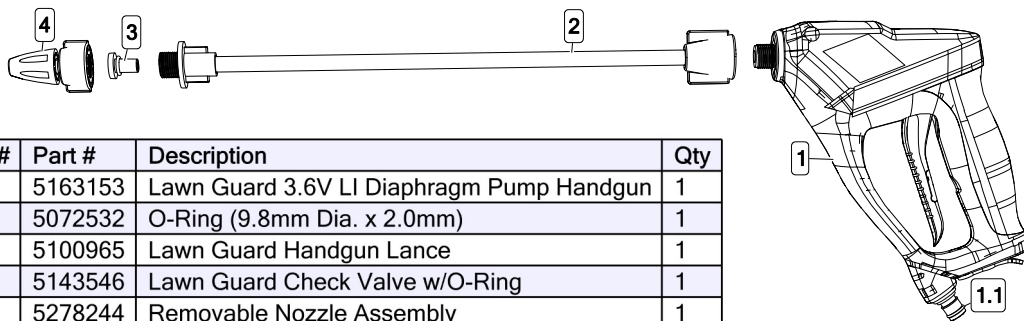 4
3
2
1
1.1
# Part # Description Qty
5163153 Lawn Guard 3.6V LI Diaphragm Pump Handgun 1
5072532 O-Ring (9.8mm Dia. x 2.0mm) 1
5100965 Lawn Guard Handgun Lance 1
5143546 Lawn Guard Check Valve w/O-Ring 1
5278244 Removable Nozzle Assembly 1